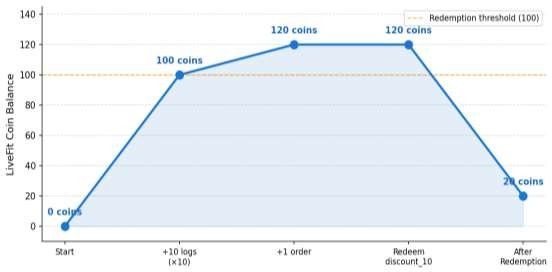 140
120
100
80
60
40
20
0
LiveFit Coin Balance
Redemption threshold (100)
0 coins
100 coins
120 coins
120 coins
20 coins
Start
+10 logs
(×10)
+1 order
Redeem
discount_10
After
Redemption